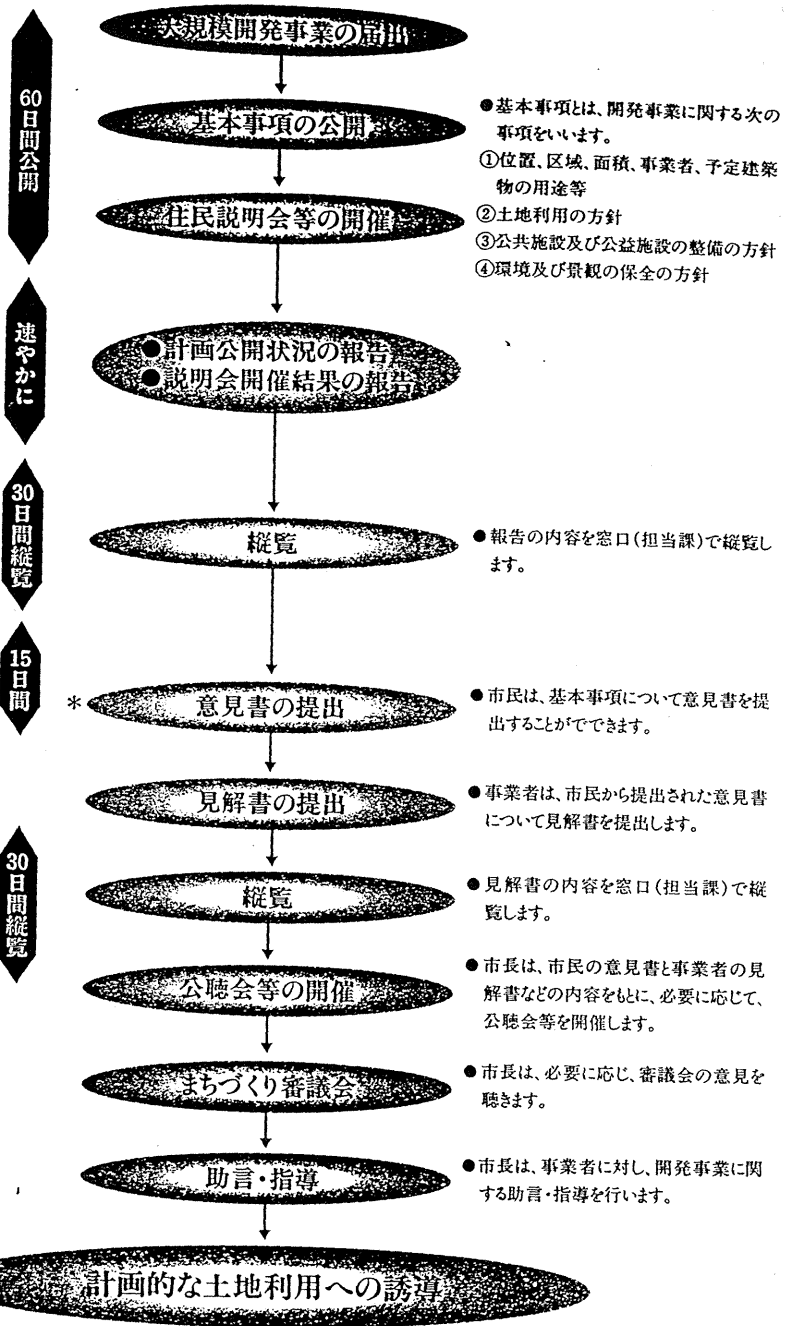 大規模開発事業の届出
60日間公開
基本事項の公開
●基本事項とは、開発事業に関する次の
事項をいいます。
①位置、区域、面積、事業者、予定建築
物の用途等
②土地利用の方針
③公共施設及び公益施設の整備の方針
④環境及び景観の保全の方針
住民説明会等の開催
速やかに
●計画公開状況の報告
●説明会開催結果の報告
30日間縦覧
縦覧
●報告の内容を窓口(担当課)で縦覧し
ます。
15日間
*
意見書の提出
●市民は、基本事項について意見書を提
出することがでできます。
見解書の提出
●事業者は、市民から提出された意見書
について見解書を提出します。
30日間縦覧
縦覧
●見解書の内容を窓口(担当課)で縦
覧します。
公聴会等の開催
●市長は、市民の意見書と事業者の見
解書などの内容をもとに、必要に応じて、
公聴会等を開催します。
まちづくり審議会
●市長は、必要に応じ、審議会の意見を
聴きます。
助言・指導
●市長は、事業者に対し、開発事業に関
する助言・指導を行います。
計画的な土地利用への誘導